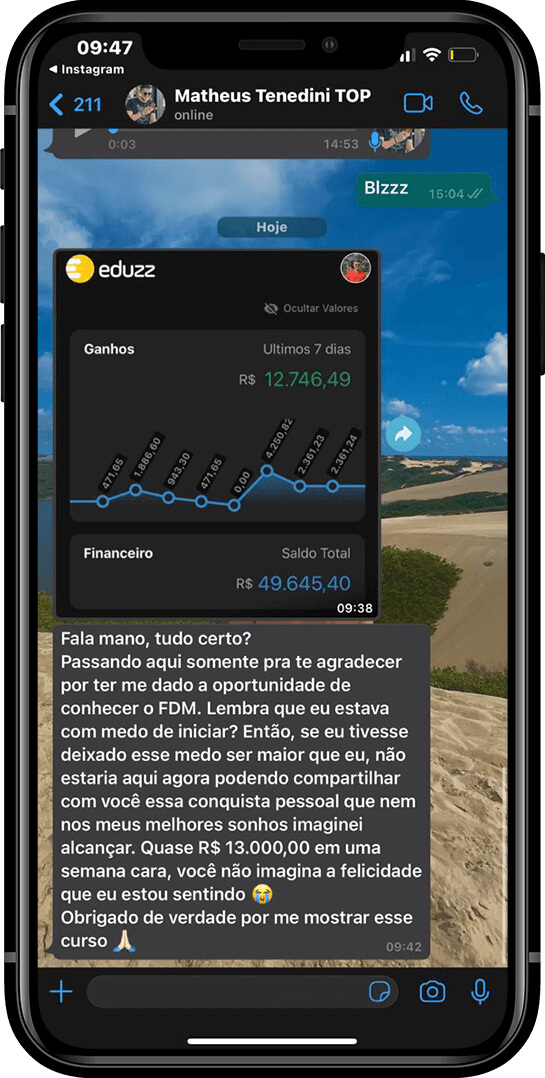 09:47
◀ Instagram
211
Matheus Tenedini TOP
online
0:03
14:53
Blzzz
15:04
Hoje
eduzz
Ocultar Valores
Ganhos
Ultimos 7 dias
R$ 12.746,49
471,65
1.886,60
943,30
471,65
0,00
4.250,82
2.361,23
2.361,24
Financeiro
Saldo Total
R$ 49.645,40
09:38
Fala mano, tudo certo?
Passando aqui somente pra te agradecer
por ter me dado a oportunidade de
conhecer o FDM. Lembra que eu estava
com medo de iniciar? Então, se eu tivesse
deixado esse medo ser maior que eu, não
estaria aqui agora podendo compartilhar
com você essa conquista pessoal que nem
nos meus melhores sonhos imaginei
alcançar. Quase R$ 13.000,00 em uma
semana cara, você não imagina a felicidade
que eu estou sentindo 😭
Obrigado de verdade por me mostrar esse
curso 🙏🏻
09:42